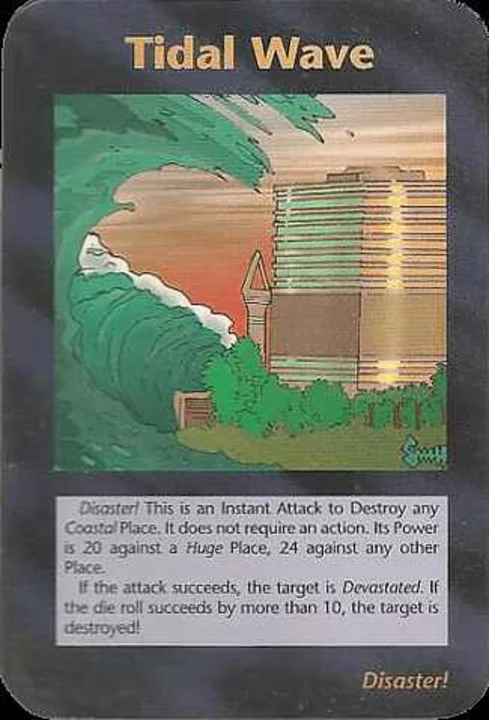 Tidal Wave
Disaster! This is an Instant Attack to Destroy any
Coastal Place. It does not require an action. Its Power
is 20 against a Huge Place, 24 against any other
Place.
If the attack succeeds, the target is Devastated. If
the die roll succeeds by more than 10, the target is
destroyed!
Disaster!